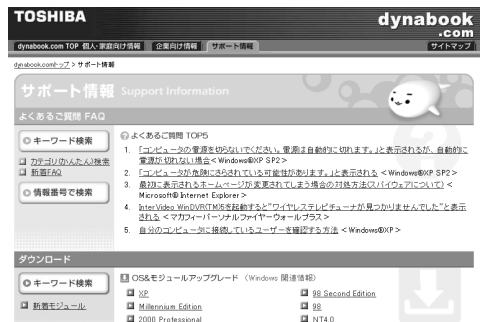 TOSHIBA
dynabook
.com
dynabook.com TOP 個人・家庭向け情報 企業向け情報 サポート情報 サイトマップ
dynabook.comトップ > サポート情報
サポート情報 Support Information
よくあるご質問 FAQ
キーワード検索
カテゴリ(かんたん)検索
新着FAQ
情報番号で検索
よくあるご質問 TOP5
1. 「コンピュータの電源を切らないでください。電源は自動的に切れます。」と表示されるが、自動的に
電源が切れない場合<Windows®XP SP2>
2. 「コンピュータが危険にさらされている可能性があります。」と表示される <Windows®XP SP2>
3. 最初に表示されるホームページが変更されてしまう場合の対処方法(スパイウェアについて) <
Microsoft® Internet Explorer>
4. InterVideo WinDVR(TM)5を起動すると"ワイヤレステレビチューナが見つかりませんでした"と表示
される <マカフィー・パーソナルファイヤーウォールプラス>
5. 自分のコンピュータに接続しているユーザーを確認する方法 <Windows®XP>
ダウンロード
キーワード検索
新着モジュール
OS&モジュールアップグレード (Windows 関連情報)
XP
98 Second Edition
Millennium Edition
98
2000 Professional
NT4.0